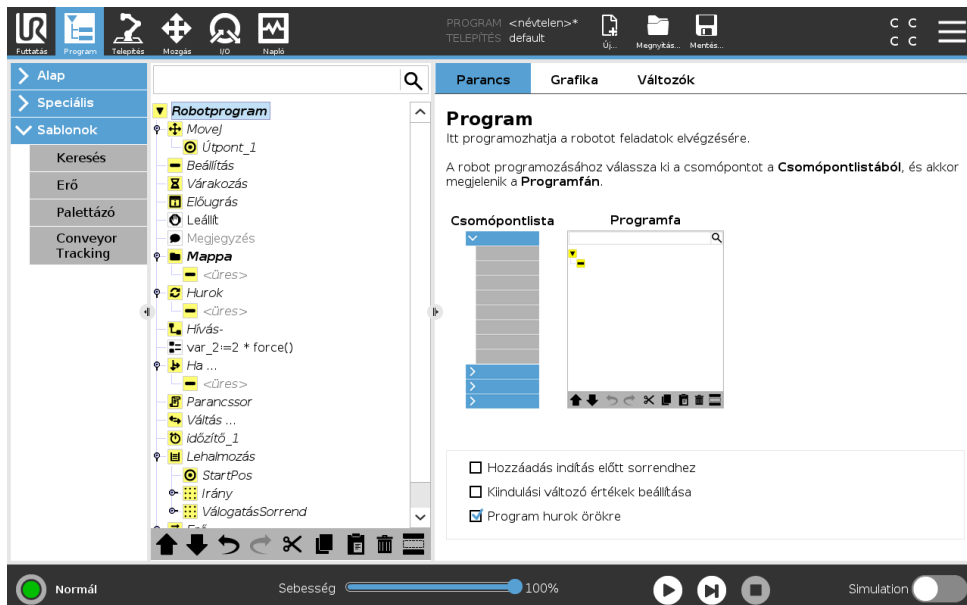 PROGRAM <névtelen>*
TELEPÍTÉS default
Futtatás
Program
Telepítés
Mozgás
I/O
Napló
Új...
Megnyitás...
Mentés...
C C
C C
Alap
Speciális
Sablonok
Keresés
Erő
Palettázó
Conveyor
Tracking
Robotprogram
MoveJ
Útpont_1
Beállítás
Várakozás
Előugrás
Leállít
Megjegyzés
Mappa
<üres>
Hurok
<üres>
Hívás-
var_2:=2 * force()
Ha ...
<üres>
Parancssor
Váltás ...
időzítő_1
Lehalmozás
StartPos
Irány
VálogatásSorrend
Parancs
Grafika
Változók
Program
Itt programozhatja a robotot feladatok elvégzésére.
A robot programozásához válassza ki a csomópontot a Csomópontlistából, és akkor
megjelenik a Programfán.
Csomópontlista
Programfa
Hozzáadás indítás előtt sorrendhez
Kiindulási változó értékek beállítása
Program hurok örökre
Normál
Sebesség
100%
Simulation